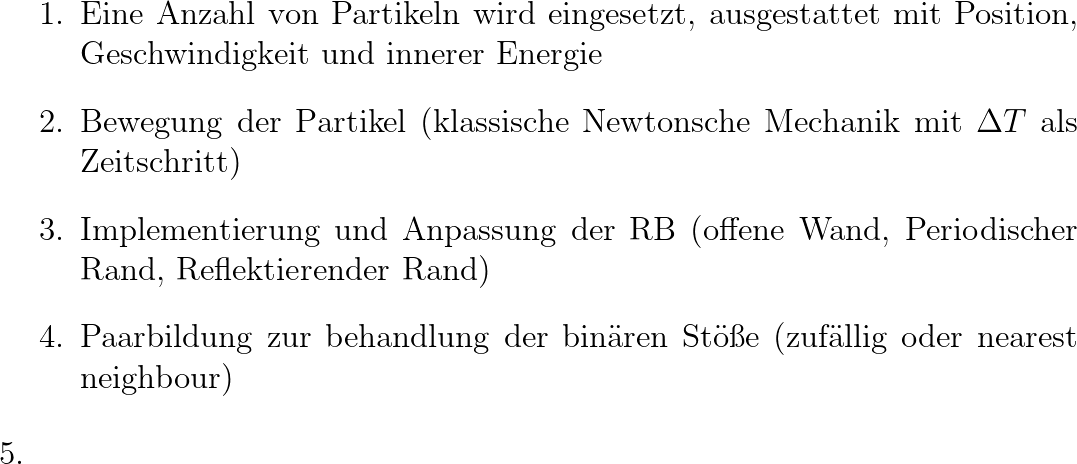 1. Eine Anzahl von Partikeln wird eingesetzt, ausgestattet mit Position,
Geschwindigkeit und innerer Energie
2. Bewegung der Partikel (klassische Newtonsche Mechanik mit ΔT als
Zeitschritt)
3. Implementierung und Anpassung der RB (offene Wand, Periodischer
Rand, Reflektierender Rand)
4. Paarbildung zur behandlung der binären Stöße (zufällig oder nearest
neighbour)
5.